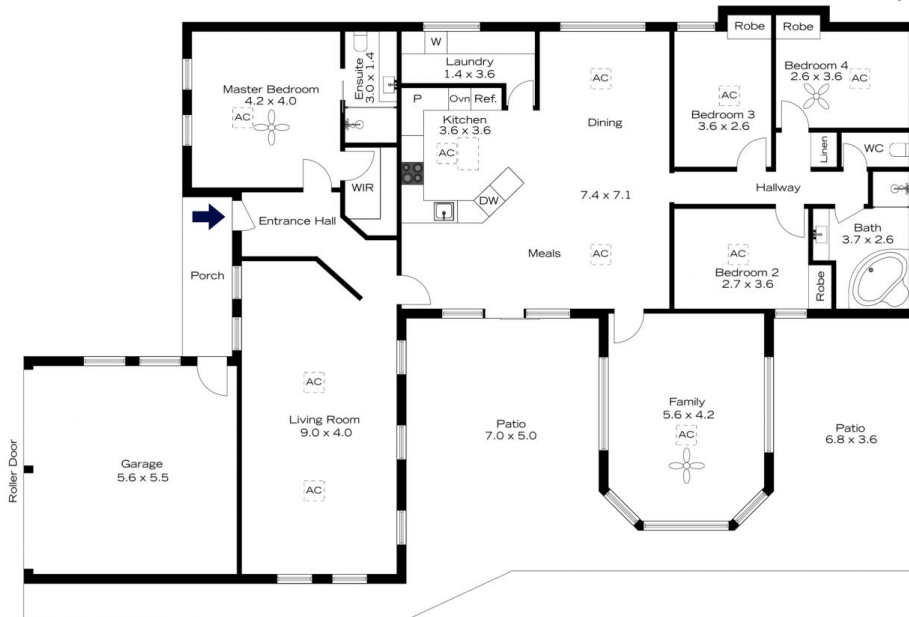 Master Bedroom
4.2 x 4.0
AC
Ensuite
3.0 x 1.4
WIR
W
Laundry
1.4 x 3.6
P
Ovn
Ref.
Kitchen
3.6 x 3.6
AC
DW
AC
Dining
7.4 x 7.1
Meals
AC
Robe
Robe
AC
Bedroom 3
3.6 x 2.6
Bedroom 4
2.6 x 3.6
AC
Linen
WC
Hallway
Bath
3.7 x 2.6
AC
Bedroom 2
2.7 x 3.6
Robe
Entrance Hall
Porch
AC
Living Room
9.0 x 4.0
AC
Roller Door
Garage
5.6 x 5.5
Patio
7.0 x 5.0
Family
5.6 x 4.2
AC
Patio
6.8 x 3.6